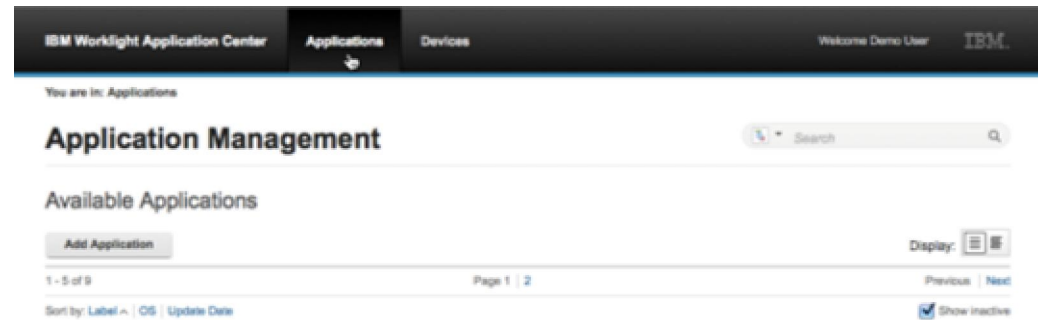 IBM Worklight Application Center Applications Devices Welcome Demo User IBM.
You are in: Applications
Application Management Search
Available Applications
Add Application Display:
1 - 5 of 9 Page 1 | 2 Previous | Next
Sort by: Label ^ | OS | Update Date Show inactive